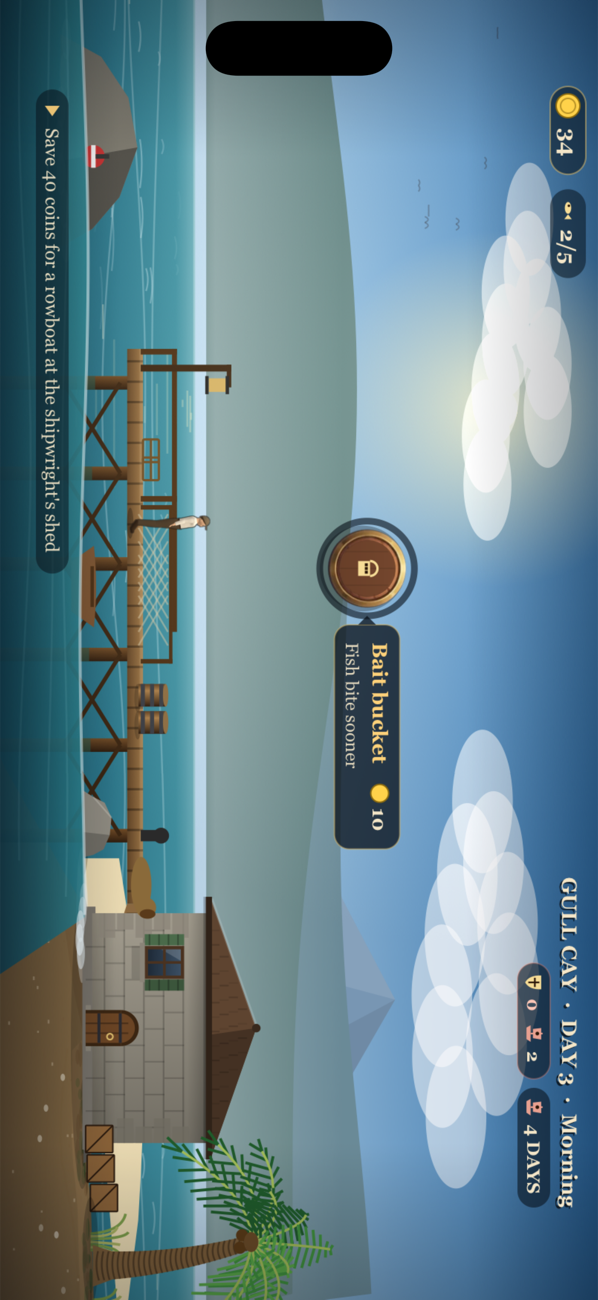 34
2/5
GULL CAY · DAY 3 · Morning
0 2
4 DAYS
Bait bucket 10
Fish bite sooner
Save 40 coins for a rowboat at the shipwright's shed